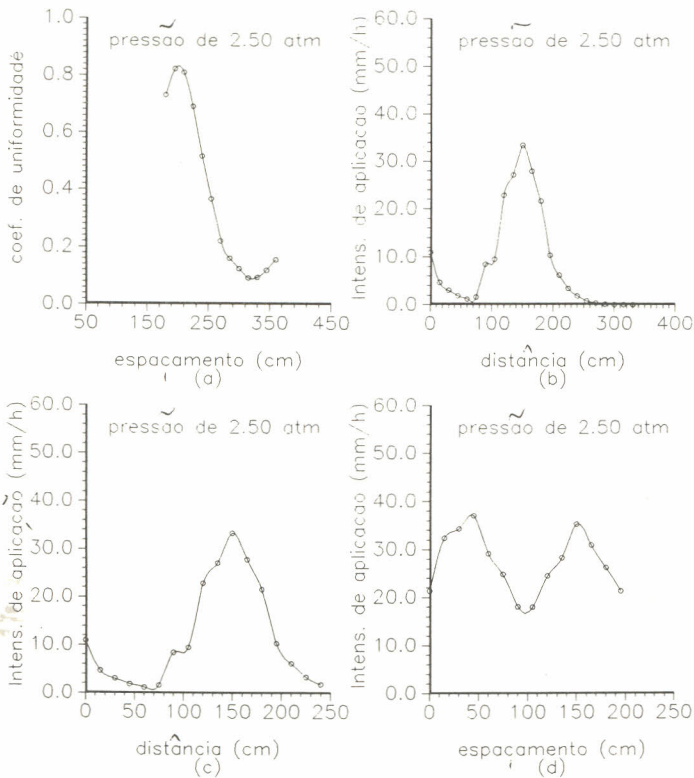 pressão de 2.50 atm
coef. de uniformidade
1.0
0.8
0.6
0.4
0.2
0.0
50 150 250 350 450
espaçamento (cm)
(a)
pressão de 2.50 atm
Intens. de aplicacao (mm/h)
60.0
50.0
40.0
30.0
20.0
10.0
0.0
0 100 200 300 400
distância (cm)
(b)
pressão de 2.50 atm
Intens. de aplicação (mm/h)
60.0
50.0
40.0
30.0
20.0
10.0
0.0
0 50 100 150 200 250
distância (cm)
(c)
pressão de 2.50 atm
Intens. de aplicacao (mm/h)
60.0
50.0
40.0
30.0
20.0
10.0
0.0
0 50 100 150 200 250
espaçamento (cm)
(d)